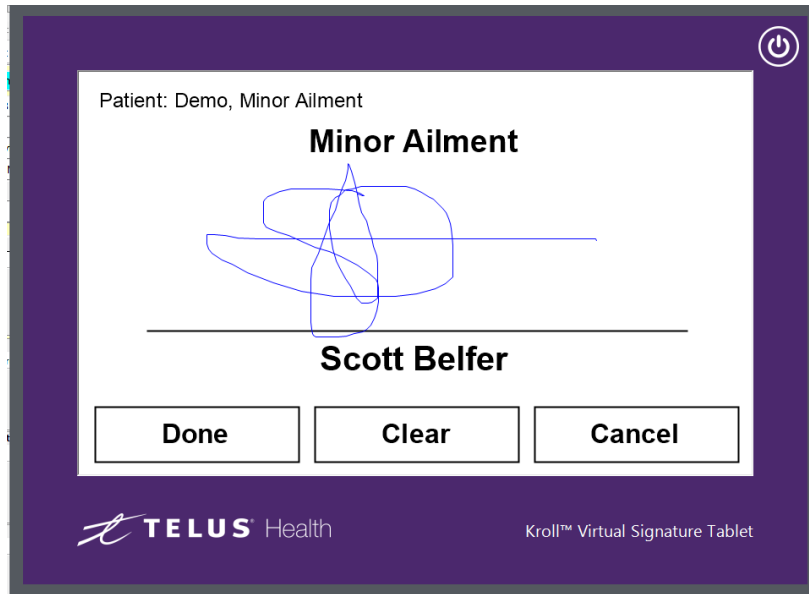 Patient: Demo, Minor Ailment
Minor Ailment
Scott Belfer
Done Clear Cancel
TELUS® Health Kroll™ Virtual Signature Tablet